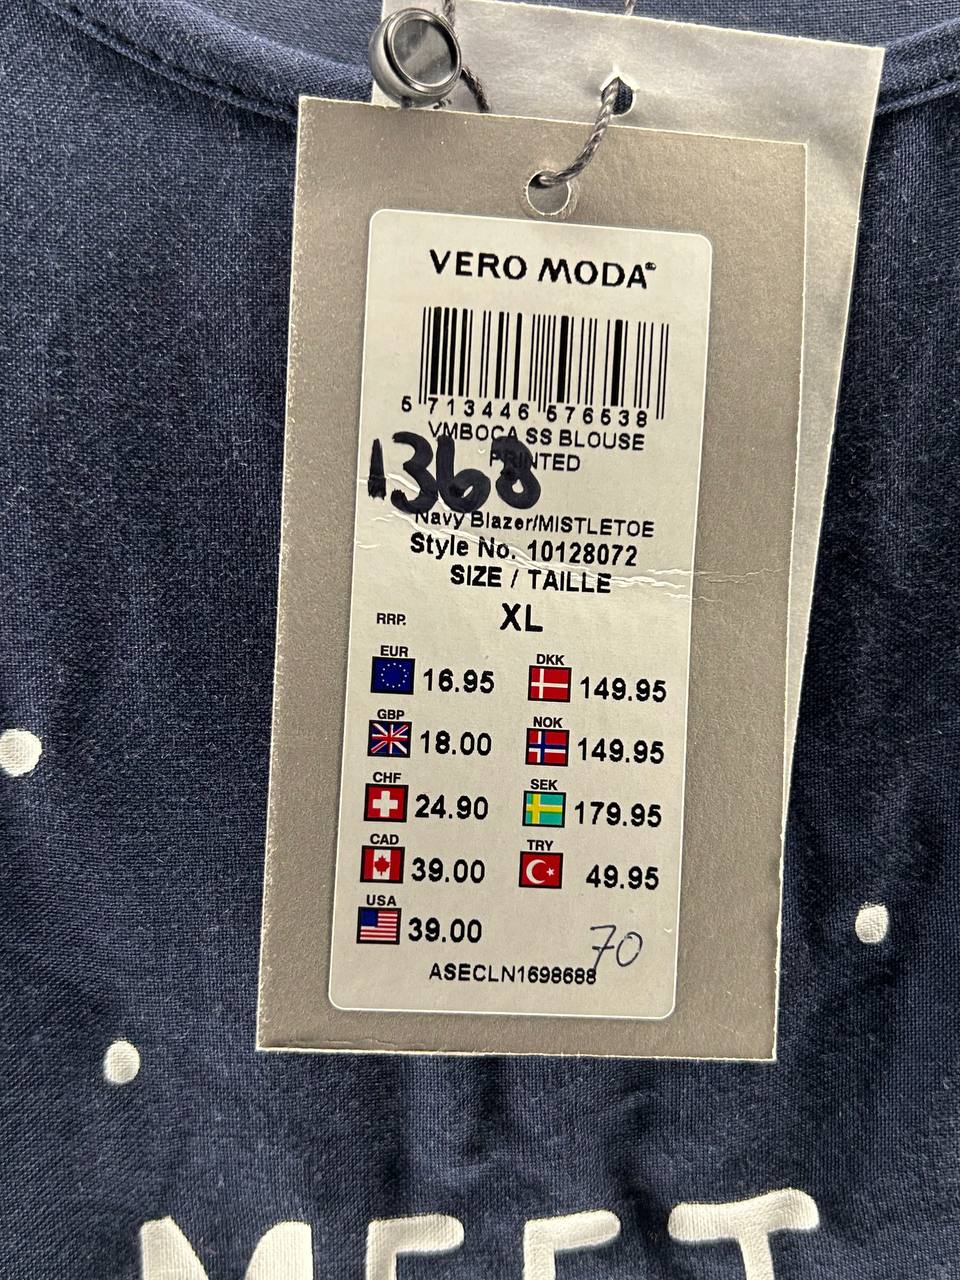 VERO MODA
5 713446 576538
VMBOCA SS BLOUSE
PRINTED
1368
Navy Blazer/MISTLETOE
Style No. 10128072
SIZE / TAILLE
XL
RRP.
EUR 16.95 DKK 149.95
GBP 18.00 NOK 149.95
CHF 24.90 SEK 179.95
CAD 39.00 TRY 49.95
USA 39.00
70
ASECLN1698688
MEET